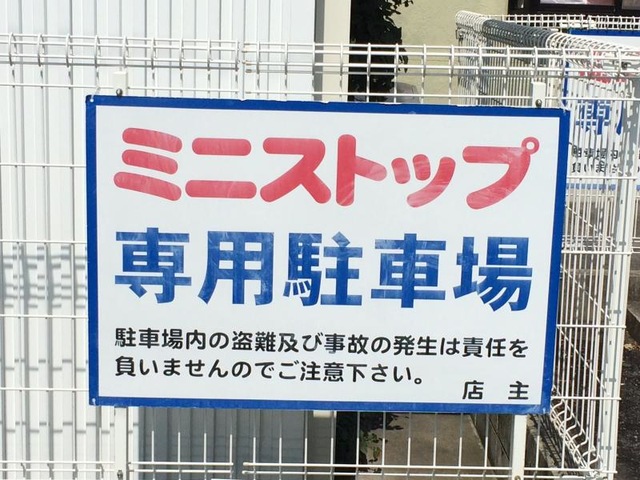 ミニストップ
専用駐車場
駐車場内の盗難及び事故の発生は責任を
負いませんのでご注意下さい。
店 主